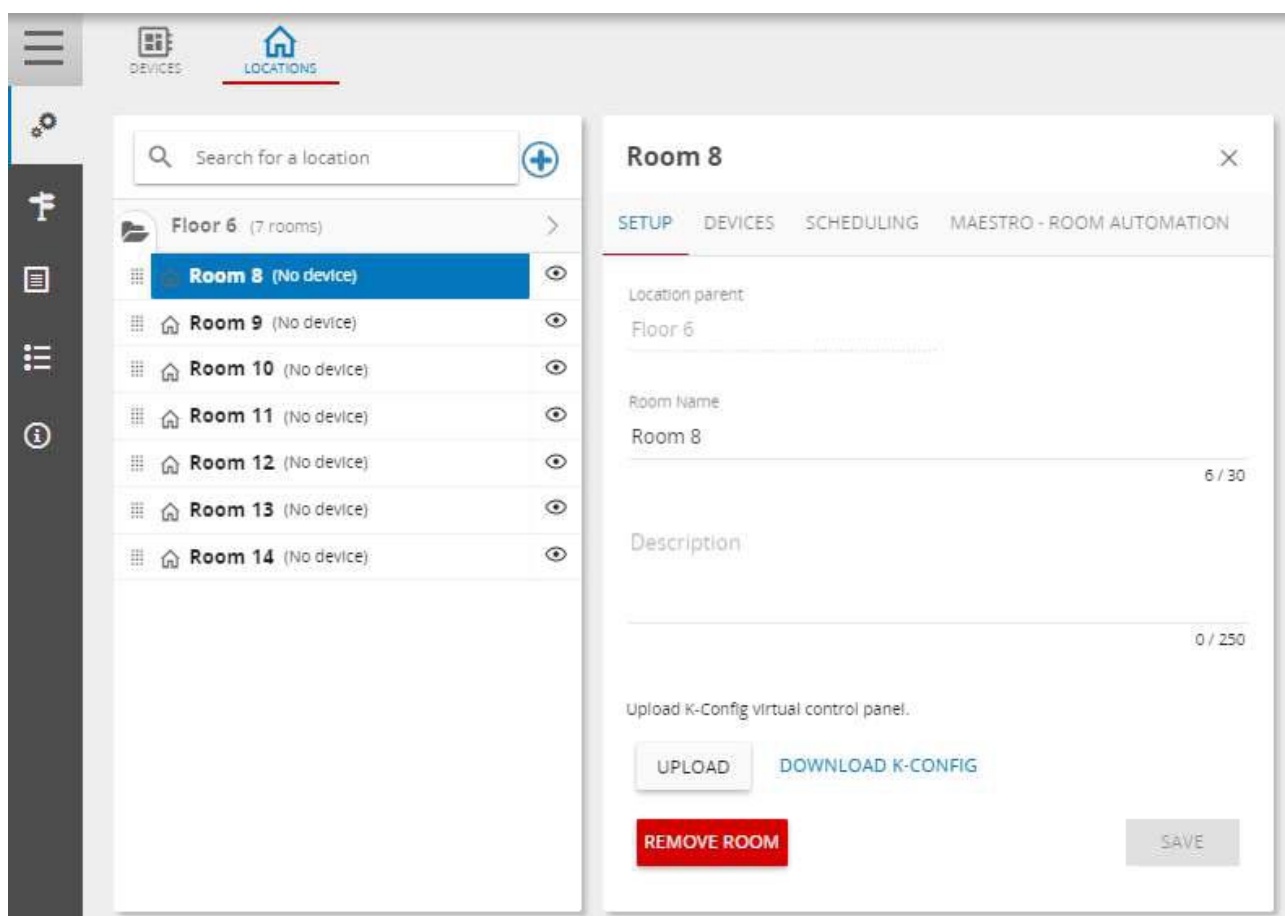 DEVICES
LOCATIONS
Search for a location
Floor 6 (7 rooms)
Room 8 (No device)
Room 9 (No device)
Room 10 (No device)
Room 11 (No device)
Room 12 (No device)
Room 13 (No device)
Room 14 (No device)
Room 8
SETUP DEVICES SCHEDULING MAESTRO - ROOM AUTOMATION
Location parent
Floor 6
Room Name
Room 8
6 / 30
Description
0 / 250
Upload K-Config virtual control panel.
UPLOAD DOWNLOAD K-CONFIG
REMOVE ROOM SAVE